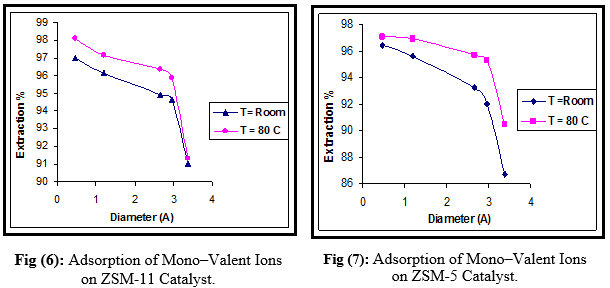 99
98
97
96
95
94
93
92
91
90
Extraction %
0 1 2 3 4
Diameter (A)
T= Room
T = 80 C
Fig (6): Adsorption of Mono–Valent Ions
on ZSM-11 Catalyst.
98
96
94
92
90
88
86
Extraction %
0 1 2 3 4
Diameter (A)
T=Room
T = 80 C
Fig (7): Adsorption of Mono–Valent Ions
on ZSM-5 Catalyst.